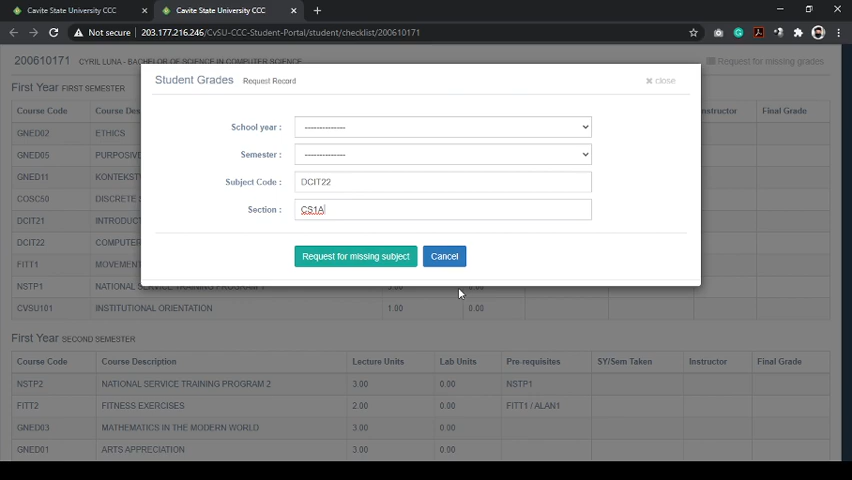 Cavite State University CCC
Cavite State University CCC
Not secure 203.177.216.246/CvSU-CCC-Student-Portal/student/checklist/200610171
200610171 CYRIL LUNA - BACHELOR OF SCIENCE IN COMPUTER SCIENCE
Request for missing grades
Student Grades Request Record
close
First Year FIRST SEMESTER
Course Code Course Des
Final Grade
School year : --------------
Semester : --------------
Subject Code : DCIT22
Section : CS1A
Request for missing subject Cancel
GNED02 ETHICS
GNED05 PURPOSIV
GNED11 KONTEKST
COSC50 DISCRETE
DCIT21 INTRODUCT
DCIT22 COMPUTER
FITT1 MOVEMEN
NSTP1 NATIONAL SERVICE TRAINING PROGRAM 1 3.00 0.00
CVSU101 INSTITUTIONAL ORIENTATION 1.00 0.00
First Year SECOND SEMESTER
Course Code Course Description Lecture Units Lab Units Pre-requisites SY/Sem Taken Instructor Final Grade
NSTP2 NATIONAL SERVICE TRAINING PROGRAM 2 3.00 0.00 NSTP1
FITT2 FITNESS EXERCISES 2.00 0.00 FITT1 / ALAN1
GNED03 MATHEMATICS IN THE MODERN WORLD 3.00 0.00
GNED01 ARTS APPRECIATION 3.00 0.00